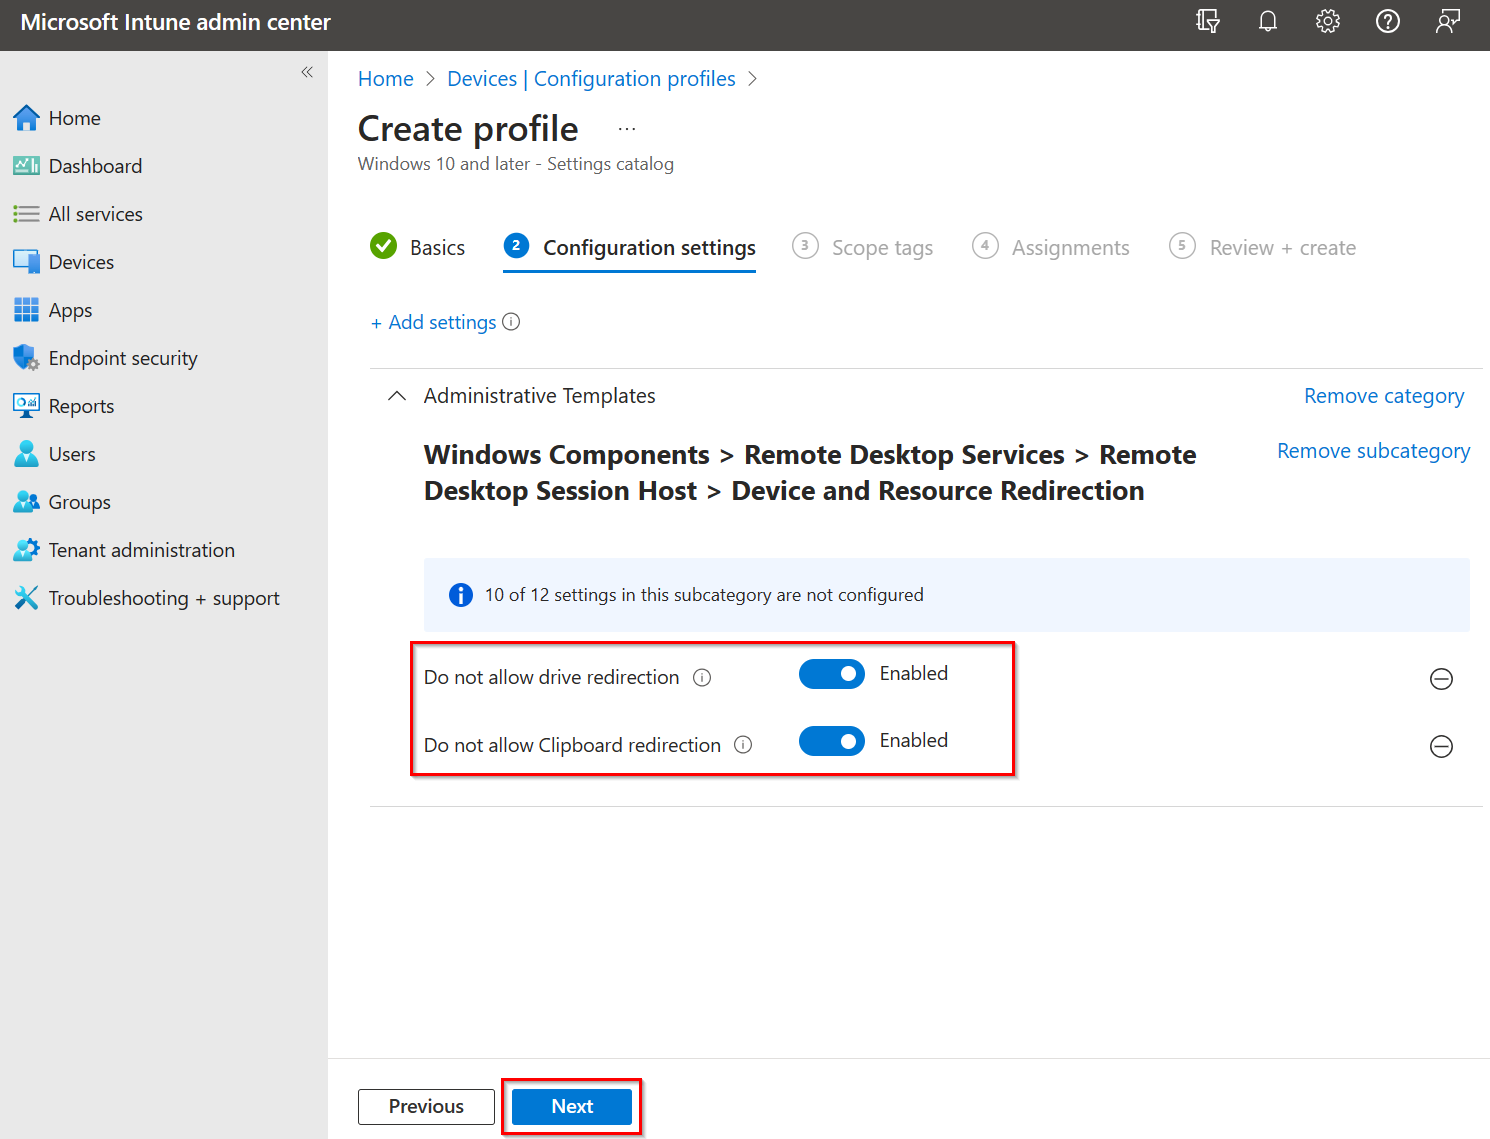 Microsoft Intune admin center
«
Home
Dashboard
All services
Devices
Apps
Endpoint security
Reports
Users
Groups
Tenant administration
Troubleshooting + support
Home > Devices | Configuration profiles >
Create profile ...
Windows 10 and later - Settings catalog
Basics
2 Configuration settings
3 Scope tags
4 Assignments
5 Review + create
+ Add settings
Administrative Templates
Remove category
Windows Components > Remote Desktop Services > Remote
Desktop Session Host > Device and Resource Redirection
Remove subcategory
10 of 12 settings in this subcategory are not configured
Do not allow drive redirection
Enabled
Do not allow Clipboard redirection
Enabled
Previous
Next